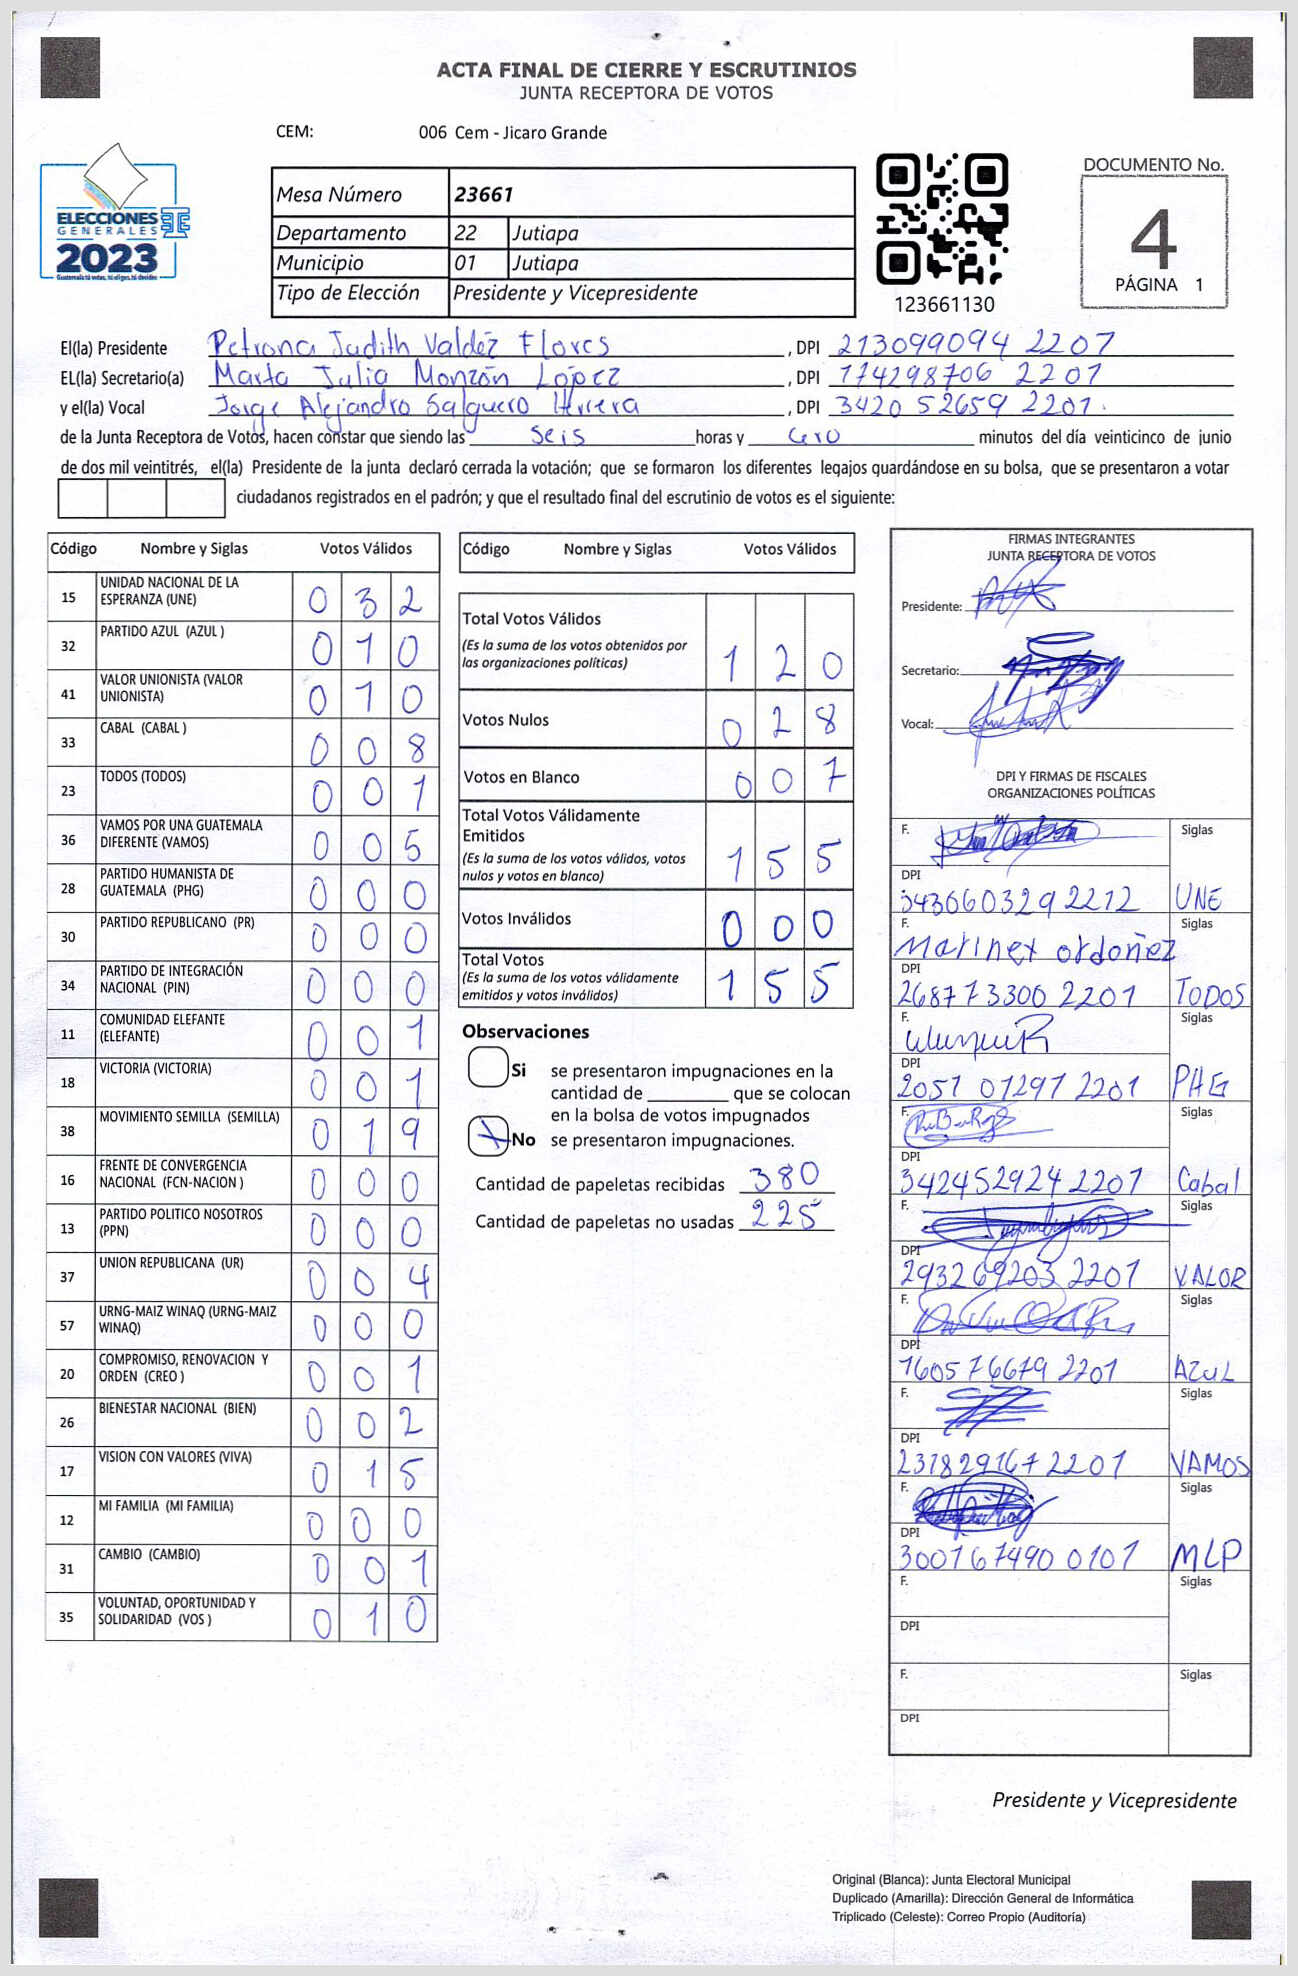 ACTA FINAL DE CIERRE Y ESCRUTINIOS
JUNTA RECEPTORA DE VOTOS
CEM: 006 Cem - Jicaro Grande
ELECCIONES
GENERALES
2023
Guatemala tú votas, tú eliges, tú decides
Mesa Número 23661
Departamento 22 Jutiapa
Municipio 01 Jutiapa
Tipo de Elección Presidente y Vicepresidente
123661130
DOCUMENTO No.
4
PÁGINA 1
El(la) Presidente Petrona Judith Valdéz Flores , DPI 213099094 2207
EL(la) Secretario(a) Marta Julia Monzón López , DPI 174298706 2201
y el(la) Vocal Jorge Alejandro Salguero Herrera , DPI 3420 52659 2201.
de la Junta Receptora de Votos, hacen constar que siendo las seis horas y cero minutos del día veinticinco de junio
de dos mil veintitrés, el(la) Presidente de la junta declaró cerrada la votación; que se formaron los diferentes legajos guardándose en su bolsa, que se presentaron a votar
ciudadanos registrados en el padrón; y que el resultado final del escrutinio de votos es el siguiente:
Código Nombre y Siglas Votos Válidos
15 UNIDAD NACIONAL DE LA ESPERANZA (UNE) 0 3 2
32 PARTIDO AZUL (AZUL ) 0 1 0
41 VALOR UNIONISTA (VALOR UNIONISTA) 0 1 0
33 CABAL (CABAL ) 0 0 8
23 TODOS (TODOS) 0 0 1
36 VAMOS POR UNA GUATEMALA DIFERENTE (VAMOS) 0 0 5
28 PARTIDO HUMANISTA DE GUATEMALA (PHG) 0 0 0
30 PARTIDO REPUBLICANO (PR) 0 0 0
34 PARTIDO DE INTEGRACIÓN NACIONAL (PIN) 0 0 0
11 COMUNIDAD ELEFANTE (ELEFANTE) 0 0 1
18 VICTORIA (VICTORIA) 0 0 1
38 MOVIMIENTO SEMILLA (SEMILLA) 0 1 9
16 FRENTE DE CONVERGENCIA NACIONAL (FCN-NACION ) 0 0 0
13 PARTIDO POLITICO NOSOTROS (PPN) 0 0 0
37 UNION REPUBLICANA (UR) 0 0 4
57 URNG-MAIZ WINAQ (URNG-MAIZ WINAQ) 0 0 0
20 COMPROMISO, RENOVACION Y ORDEN (CREO ) 0 0 1
26 BIENESTAR NACIONAL (BIEN) 0 0 2
17 VISION CON VALORES (VIVA) 0 1 5
12 MI FAMILIA (MI FAMILIA) 0 0 0
31 CAMBIO (CAMBIO) 0 0 1
35 VOLUNTAD, OPORTUNIDAD Y SOLIDARIDAD (VOS ) 0 1 0
Código Nombre y Siglas Votos Válidos
Total Votos Válidos
(Es la suma de los votos obtenidos por
las organizaciones políticas) 1 2 0
Votos Nulos 0 2 8
Votos en Blanco 0 0 7
Total Votos Válidamente
Emitidos
(Es la suma de los votos válidos, votos
nulos y votos en blanco) 1 5 5
Votos Inválidos 0 0 0
Total Votos
(Es la suma de los votos válidamente
emitidos y votos inválidos) 1 5 5
Observaciones
Si se presentaron impugnaciones en la
cantidad de ________ que se colocan
en la bolsa de votos impugnados
No se presentaron impugnaciones.
Cantidad de papeletas recibidas 380
Cantidad de papeletas no usadas 225
FIRMAS INTEGRANTES
JUNTA RECEPTORA DE VOTOS
Presidente:
Secretario:
Vocal:
DPI Y FIRMAS DE FISCALES
ORGANIZACIONES POLÍTICAS
F. Siglas
DPI
343060329 2212 UNE
F. Siglas
Marinex ordoñez
DPI
268773300 2201 TODOS
F. Siglas
DPI
2051 01297 2201 PHG
F. Siglas
DPI
342452924 2201 Cabal
F. Siglas
DPI
293269203 2201 VALOR
F. Siglas
DPI
160576679 2201 AZUL
F. Siglas
DPI
237829167 2201 VAMOS
F. Siglas
DPI
300167490 0101 MLP
F. Siglas
DPI
F. Siglas
DPI
Presidente y Vicepresidente
Original (Blanca): Junta Electoral Municipal
Duplicado (Amarilla): Dirección General de Informática
Triplicado (Celeste): Correo Propio (Auditoría)